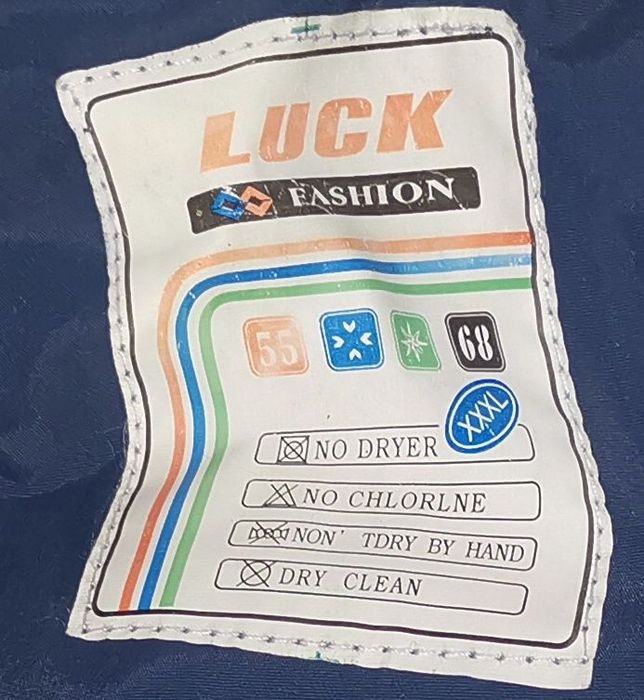 LUCK
FASHION
55 68
XXXL
NO DRYER
NO CHLORLNE
NON' TDRY BY HAND
DRY CLEAN